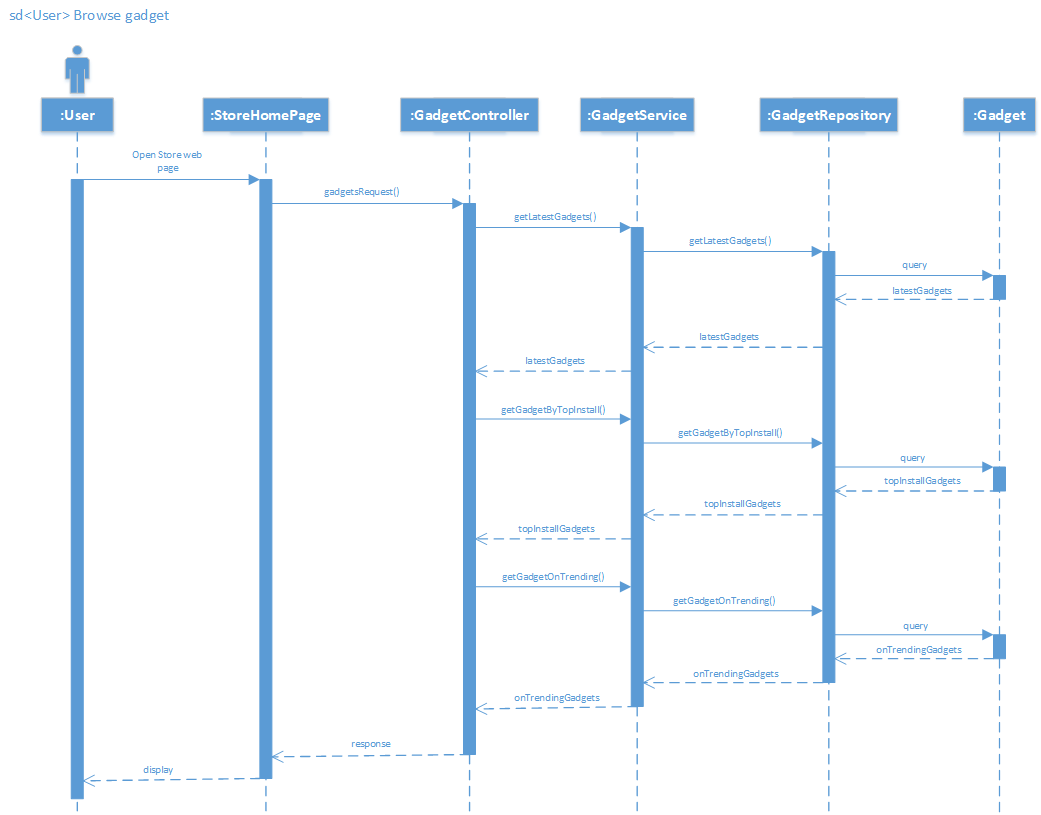 sd<User> Browse gadget
:User
:StoreHomePage
:GadgetController
:GadgetService
:GadgetRepository
:Gadget
Open Store web
page
gadgetsRequest()
getLatestGadgets()
getLatestGadgets()
query
latestGadgets
latestGadgets
latestGadgets
getGadgetByTopInstall()
getGadgetByTopInstall()
query
topInstallGadgets
topInstallGadgets
topInstallGadgets
getGadgetOnTrending()
getGadgetOnTrending()
query
onTrendingGadgets
onTrendingGadgets
onTrendingGadgets
response
display